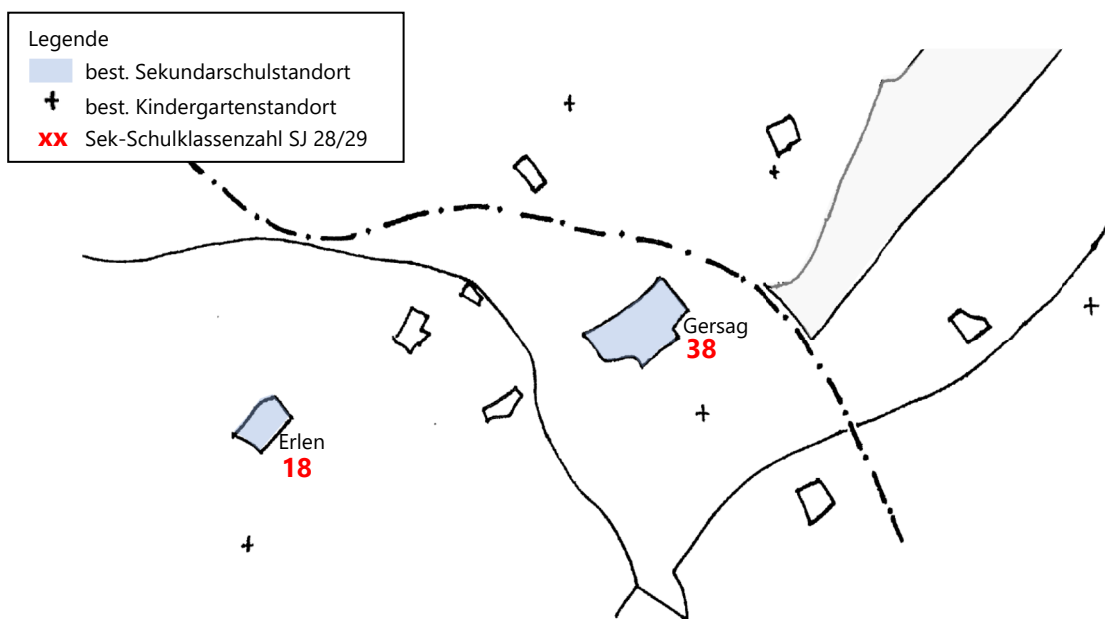 Legende
best. Sekundarschulstandort
best. Kindergartenstandort
xx Sek-Schulklassenzahl SJ 28/29
Gersag
38
Erlen
18